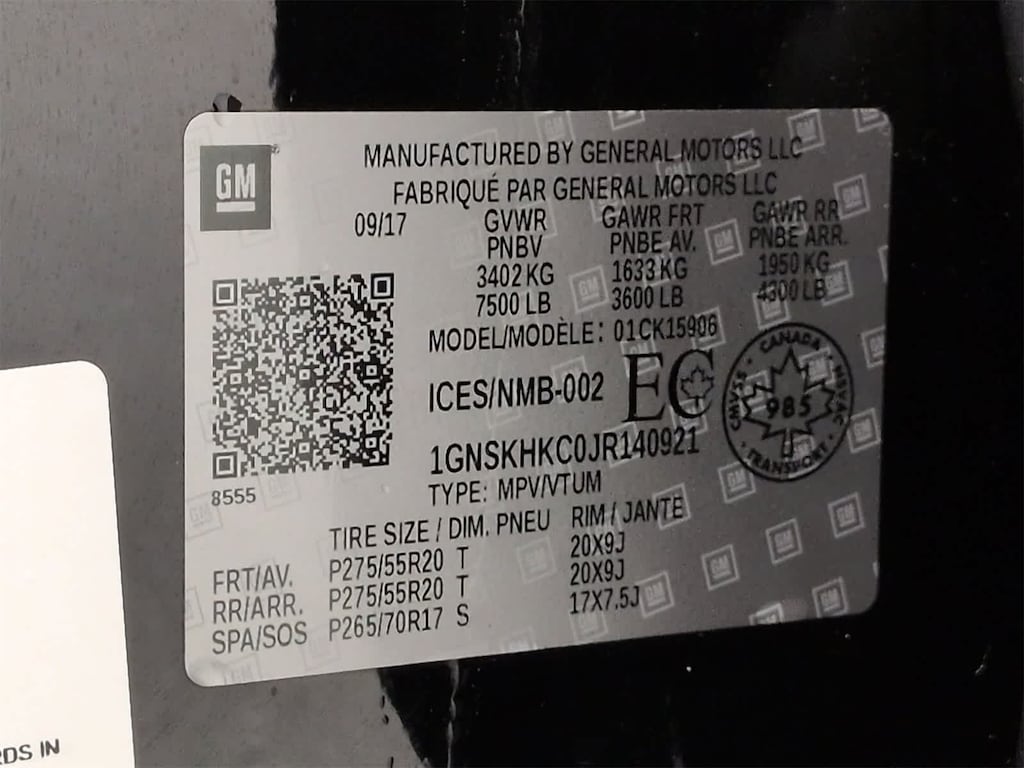 GM
MANUFACTURED BY GENERAL MOTORS LLC
FABRIQUÉ PAR GENERAL MOTORS LLC
09/17 GVWR GAWR FRT GAWR RR
PNBV PNBE AV. PNBE ARR.
3402 KG 1633 KG 1950 KG
7500 LB 3600 LB 4300 LB
MODEL/MODÈLE: 01CK15906
ICES/NMB-002 EC
CANADA
CMVSS 985 NSVAC
TRANSPORT
1GNSKHKC0JR140921
8555
TYPE: MPV/VTUM
TIRE SIZE / DIM. PNEU RIM / JANTE
FRT/AV. P275/55R20 T 20X9J
RR/ARR. P275/55R20 T 20X9J
SPA/SOS P265/70R17 S 17X7.5J
RDS IN